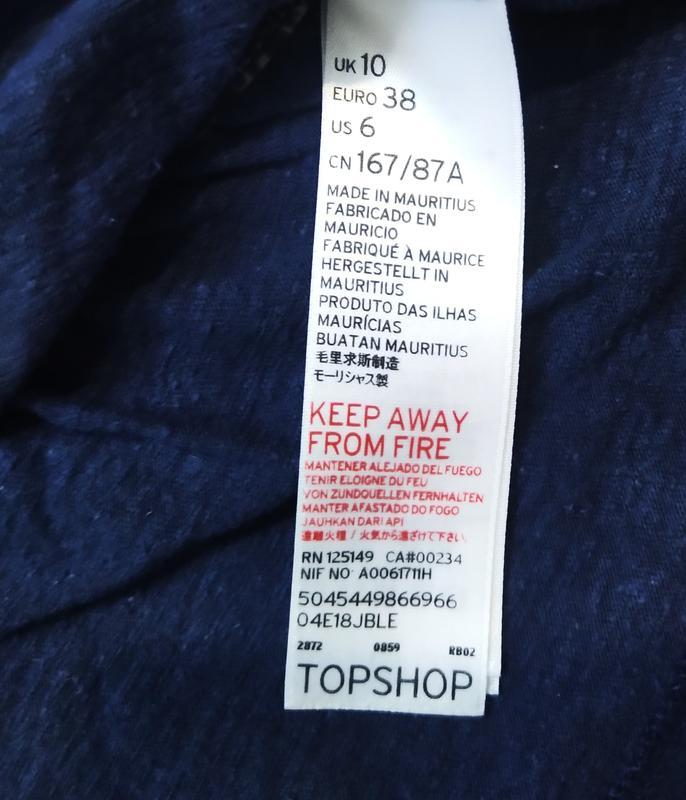 UK 10
EURO 38
US 6
CN 167/87A
MADE IN MAURITIUS
FABRICADO EN
MAURICIO
FABRIQUÉ À MAURICE
HERGESTELLT IN
MAURITIUS
PRODUTO DAS ILHAS
MAURÍCIAS
BUATAN MAURITIUS
毛里求斯制造
モーリシャス製
KEEP AWAY
FROM FIRE
MANTENER ALEJADO DEL FUEGO
TENIR ELOIGNE DU FEU
VON ZUNDQUELLEN FERNHALTEN
MANTER AFASTADO DO FOGO
JAUHKAN DARI API
遠離火種 / 火気から遠ざけて下さい。
RN 125149 CA#00234
NIF NO· A0061711H
5045449866966
04E18JBLE
2872 0859 RB02
TOPSHOP